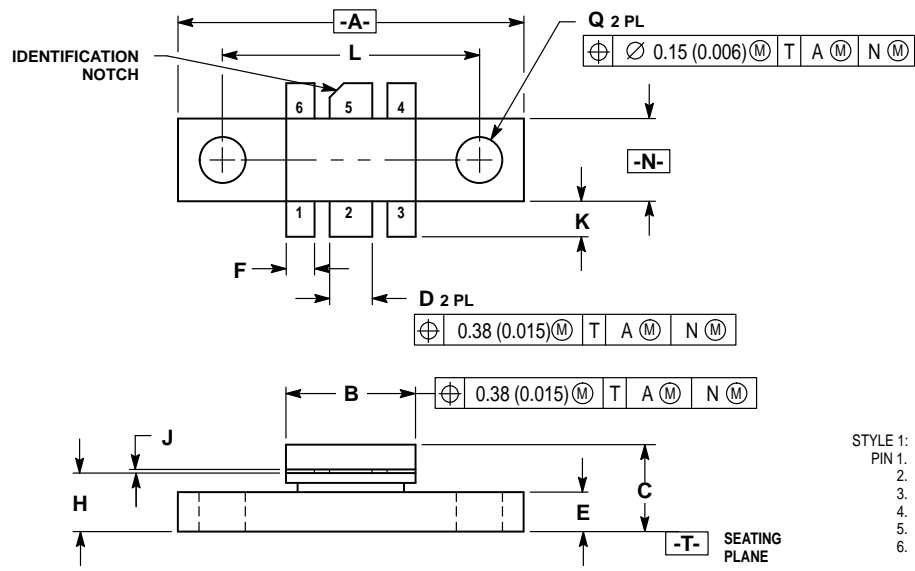 -A-
L
Q 2 PL
⌖ ∅ 0.15 (0.006) Ⓜ T A Ⓜ N Ⓜ
IDENTIFICATION
NOTCH
6 5 4
-N-
1 2 3
K
F
D 2 PL
⌖ 0.38 (0.015) Ⓜ T A Ⓜ N Ⓜ
B
⌖ 0.38 (0.015) Ⓜ T A Ⓜ N Ⓜ
J
H
E
C
-T- SEATING
PLANE
STYLE 1:
PIN 1.
2.
3.
4.
5.
6.